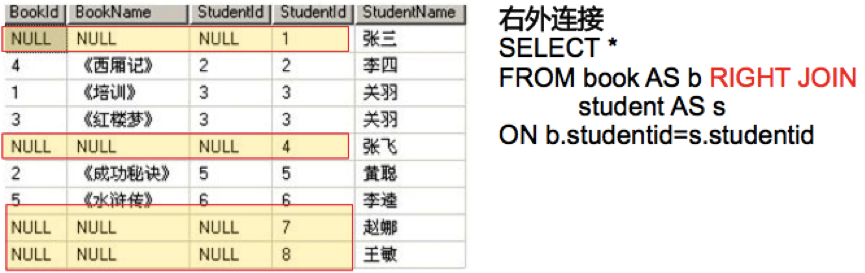 BookId BookName StudentId StudentId StudentName
NULL NULL NULL 1 张三
4 《西厢记》 2 2 李四
1 《培训》 3 3 关羽
3 《红楼梦》 3 3 关羽
NULL NULL NULL 4 张飞
2 《成功秘诀》 5 5 黄聪
5 《水浒传》 6 6 李逵
NULL NULL NULL 7 赵娜
NULL NULL NULL 8 王敏
右外连接
SELECT *
FROM book AS b RIGHT JOIN
student AS s
ON b.studentid=s.studentid